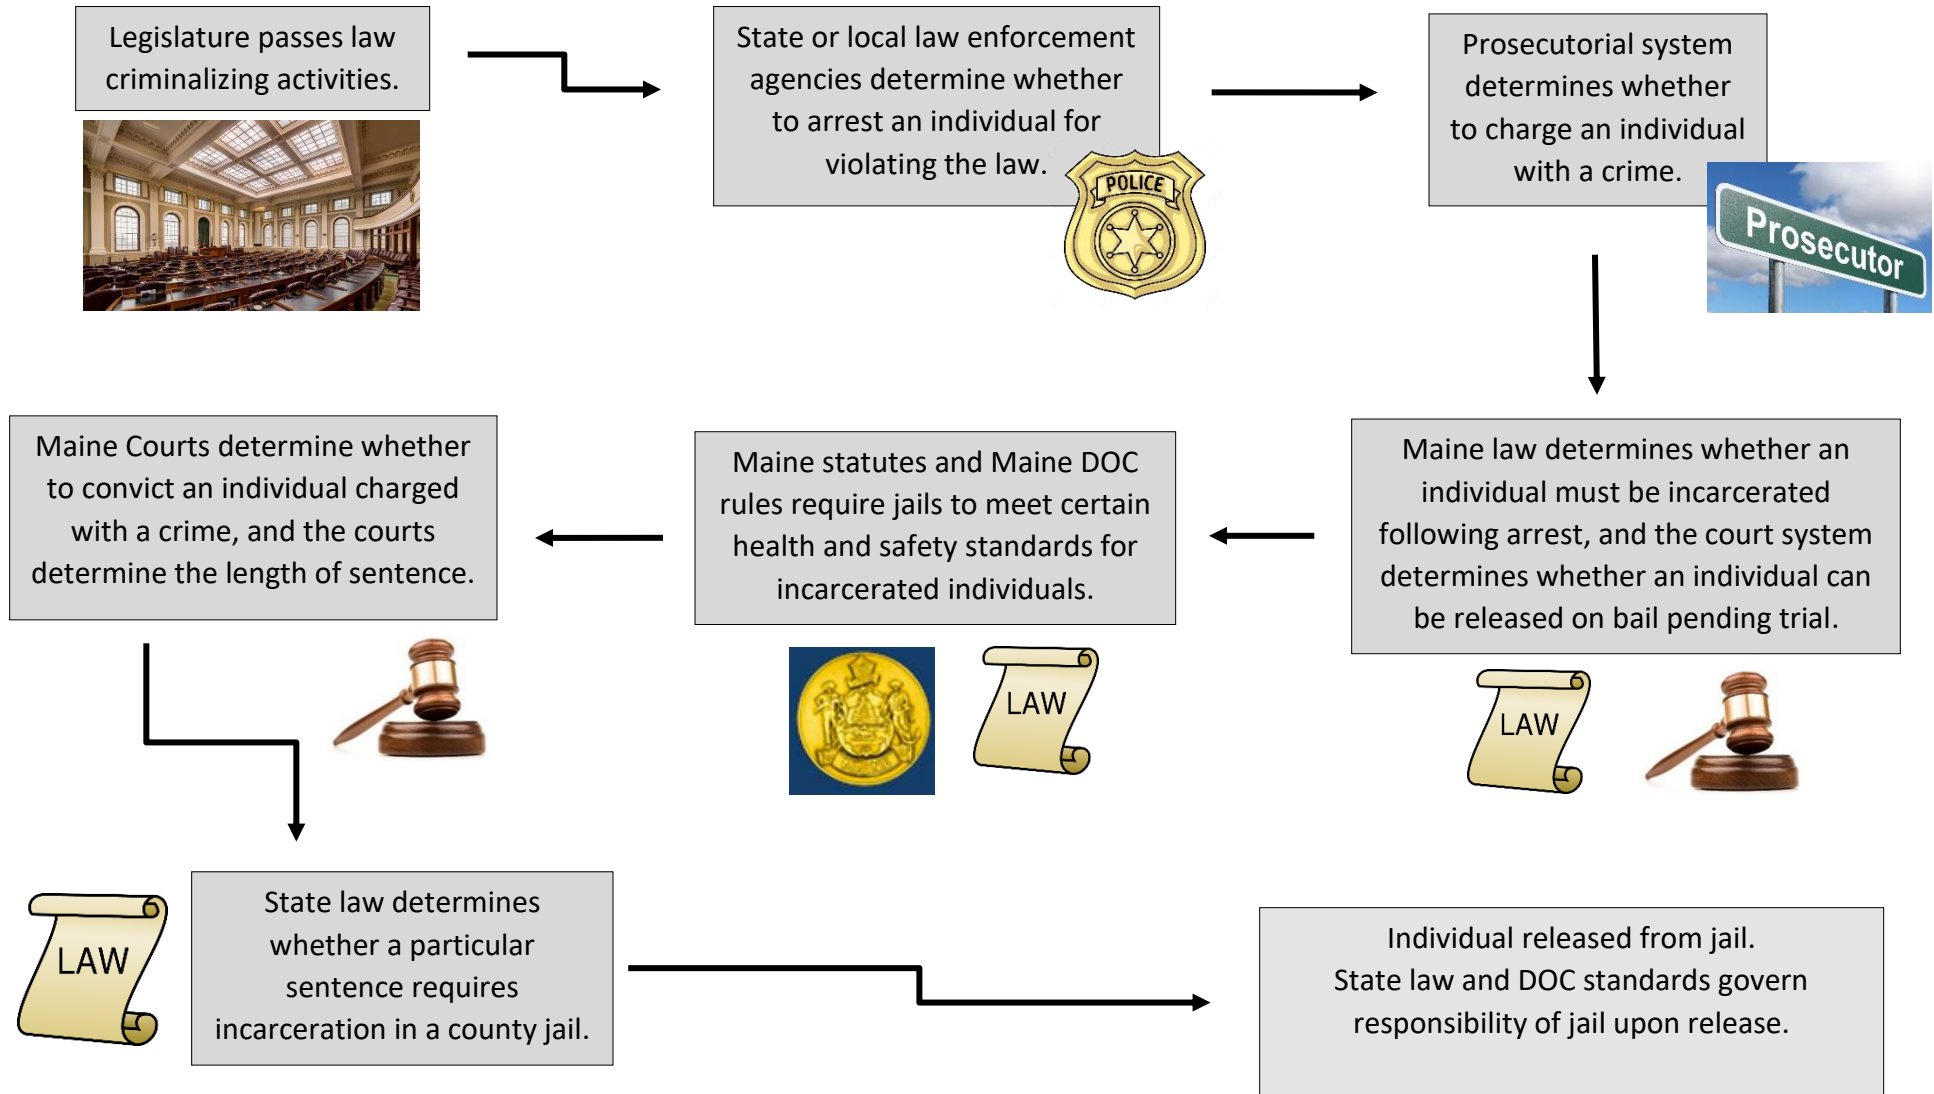 Legislature passes law
criminalizing activities.
State or local law enforcement
agencies determine whether
to arrest an individual for
violating the law.
POLICE
Prosecutorial system
determines whether
to charge an individual
with a crime.
Prosecutor
Maine law determines whether an
individual must be incarcerated
following arrest, and the court system
determines whether an individual can
be released on bail pending trial.
LAW
Maine statutes and Maine DOC
rules require jails to meet certain
health and safety standards for
incarcerated individuals.
LAW
Maine Courts determine whether
to convict an individual charged
with a crime, and the courts
determine the length of sentence.
LAW
State law determines
whether a particular
sentence requires
incarceration in a county jail.
Individual released from jail.
State law and DOC standards govern
responsibility of jail upon release.